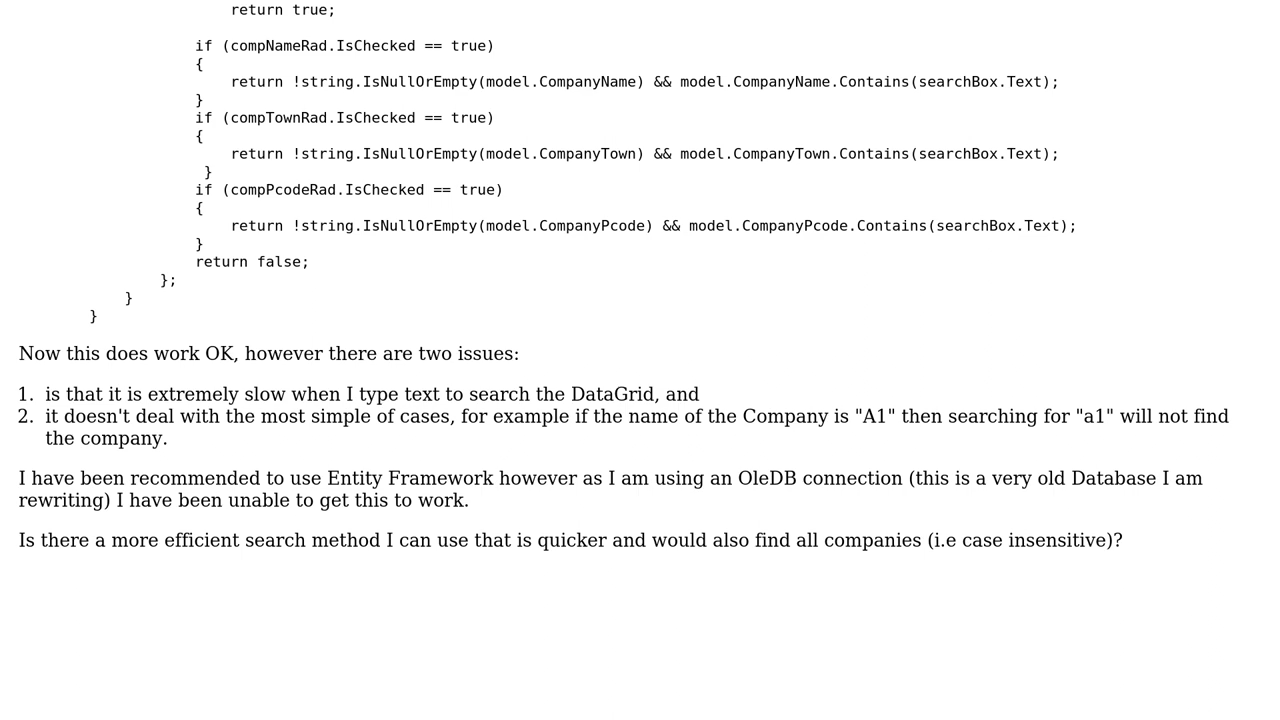 return true;
if (compNameRad.IsChecked == true)
{
return !string.IsNullOrEmpty(model.CompanyName) && model.CompanyName.Contains(searchBox.Text);
}
if (compTownRad.IsChecked == true)
{
return !string.IsNullOrEmpty(model.CompanyTown) && model.CompanyTown.Contains(searchBox.Text);
}
if (compPcodeRad.IsChecked == true)
{
return !string.IsNullOrEmpty(model.CompanyPcode) && model.CompanyPcode.Contains(searchBox.Text);
}
return false;
};
}
}
Now this does work OK, however there are two issues:
1. is that it is extremely slow when I type text to search the DataGrid, and
2. it doesn't deal with the most simple of cases, for example if the name of the Company is "A1" then searching for "a1" will not find
the company.
I have been recommended to use Entity Framework however as I am using an OleDB connection (this is a very old Database I am
rewriting) I have been unable to get this to work.
Is there a more efficient search method I can use that is quicker and would also find all companies (i.e case insensitive)?